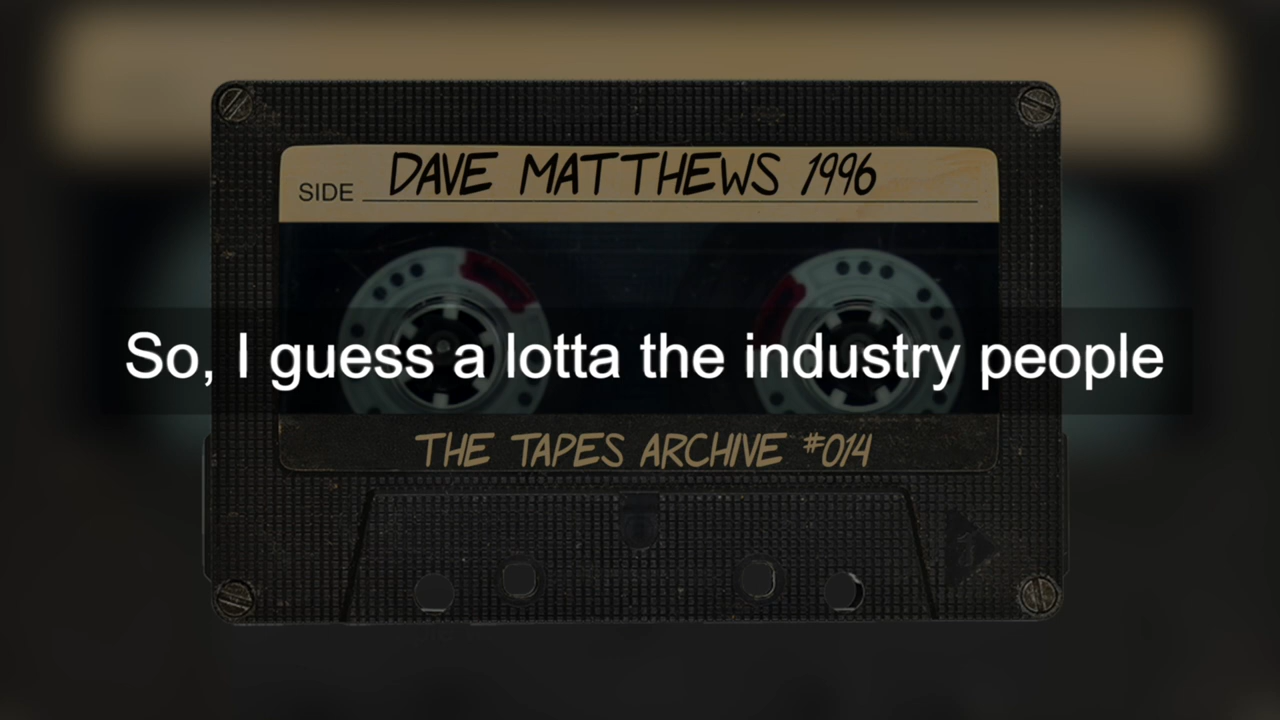 DAVE MATTHEWS 1996
SIDE
So, I guess a lotta the industry people
THE TAPES ARCHIVE #014